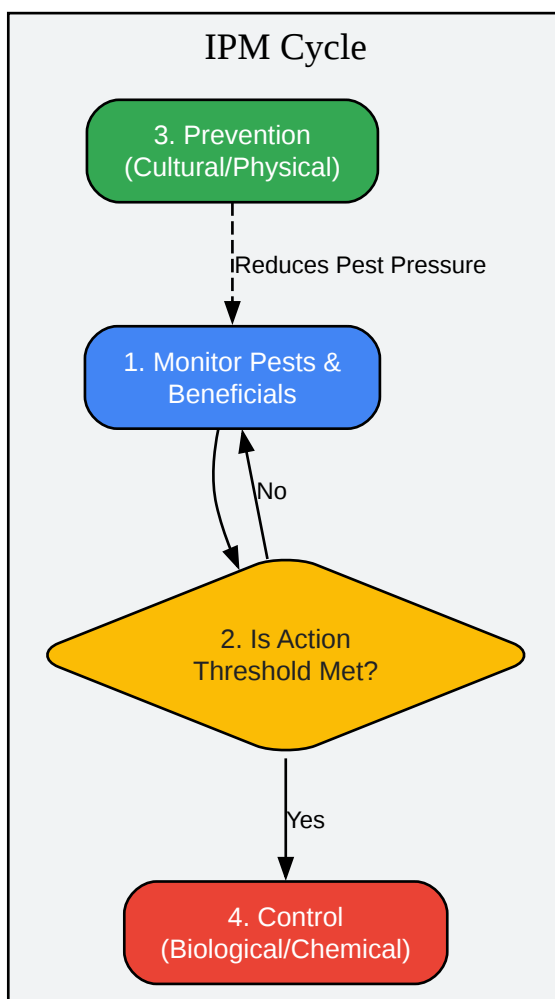 IPM Cycle
3. Prevention
(Cultural/Physical)
Reduces Pest Pressure
1. Monitor Pests &
Beneficials
No
2. Is Action
Threshold Met?
Yes
4. Control
(Biological/Chemical)